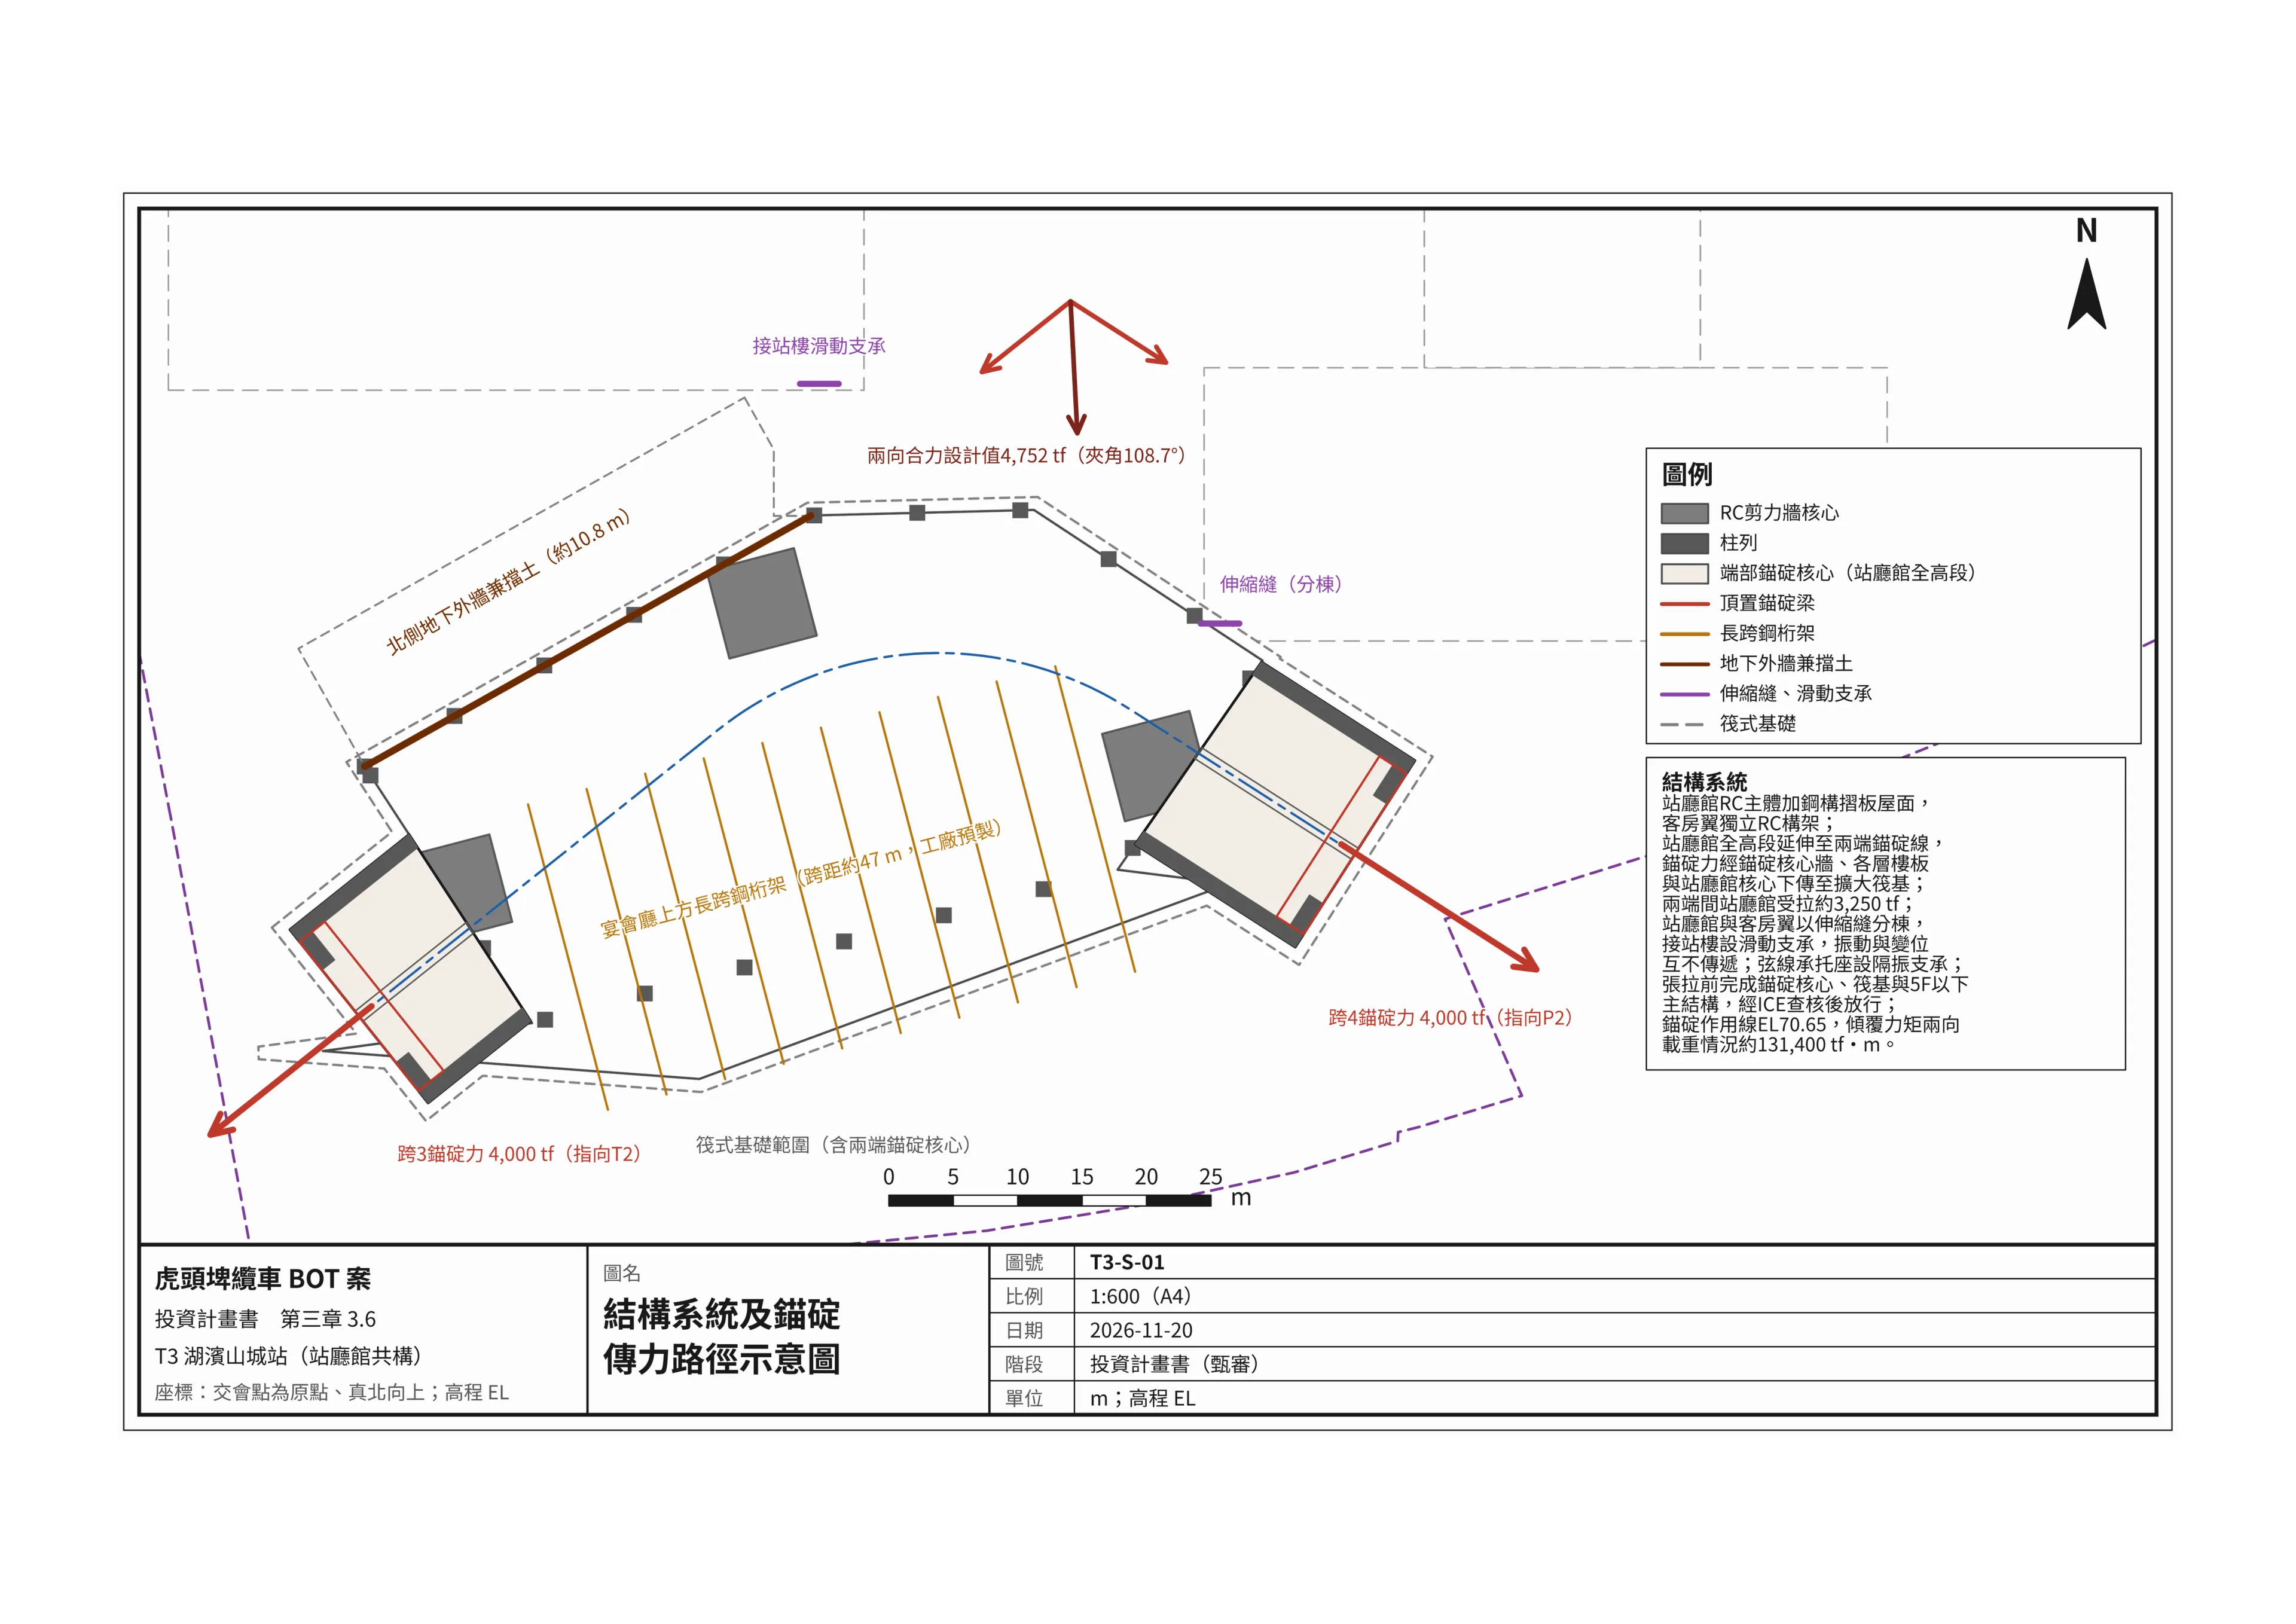 N
接站樓滑動支承
兩向合力設計值4,752 tf（夾角108.7°）
北側地下外牆兼擋土（約10.8 m）
伸縮縫（分棟）
宴會廳上方長跨鋼桁架（跨距約47 m，工廠預製）
跨4錨碇力 4,000 tf（指向P2）
跨3錨碇力 4,000 tf（指向T2）
筏式基礎範圍（含兩端錨碇核心）
0 5 10 15 20 25 m
圖例
RC剪力牆核心
柱列
端部錨碇核心（站廳館全高段）
頂置錨碇梁
長跨鋼桁架
地下外牆兼擋土
伸縮縫、滑動支承
筏式基礎
結構系統
站廳館RC主體加鋼構摺板屋面，
客房翼獨立RC構架；
站廳館全高段延伸至兩端錨碇線，
錨碇力經錨碇核心牆、各層樓板
與站廳館核心下傳至擴大筏基；
兩端間站廳館受拉約3,250 tf；
站廳館與客房翼以伸縮縫分棟，
接站樓設滑動支承，振動與變位
互不傳遞；弦線承托座設隔振支承；
張拉前完成錨碇核心、筏基與5F以下
主結構，經ICE查核後放行；
錨碇作用線EL70.65，傾覆力矩兩向
載重情況約131,400 tf・m。
虎頭埤纜車 BOT 案
投資計畫書　第三章 3.6
T3 湖濱山城站（站廳館共構）
座標：交會點為原點、真北向上；高程 EL
圖名
結構系統及錨碇
傳力路徑示意圖
圖號 T3-S-01
比例 1:600（A4）
日期 2026-11-20
階段 投資計畫書（甄審）
單位 m；高程 EL